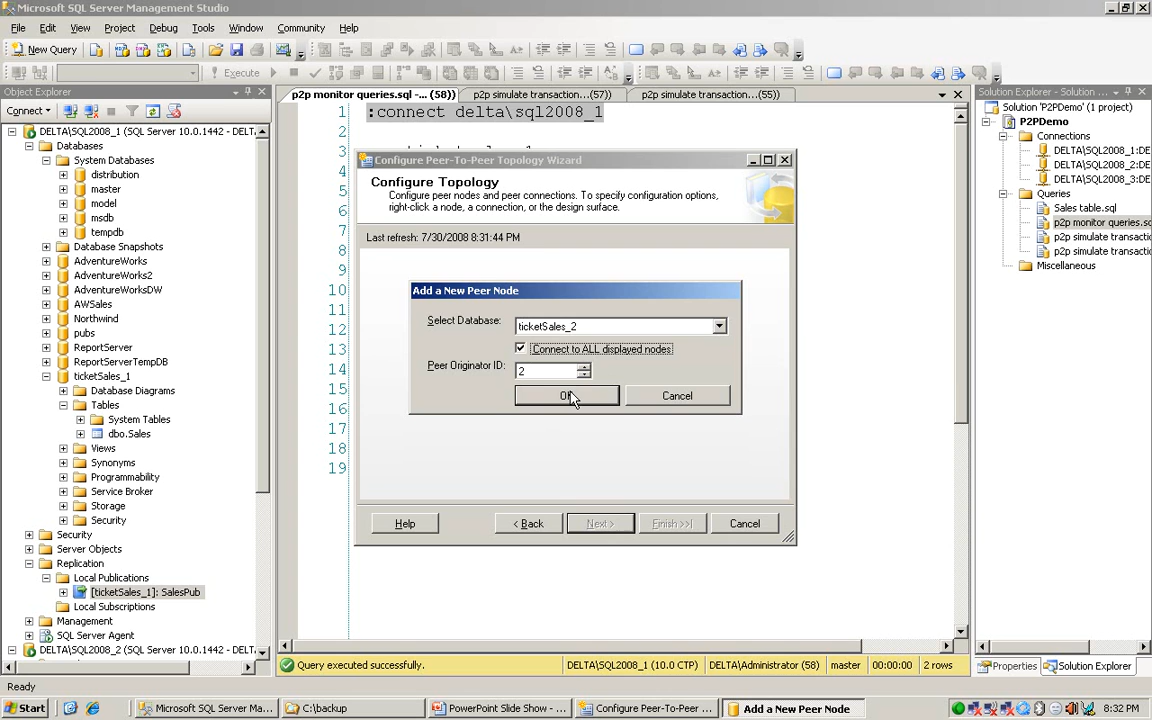 Microsoft SQL Server Management Studio
File Edit View Project Debug Tools Window Community Help
New Query
Execute
Object Explorer
Connect
DELTA\SQL2008_1 (SQL Server 10.0.1442 - DELT
Databases
System Databases
distribution
master
model
msdb
tempdb
Database Snapshots
AdventureWorks
AdventureWorks2
AdventureWorksDW
AWSales
Northwind
pubs
ReportServer
ReportServerTempDB
ticketSales_1
Database Diagrams
Tables
System Tables
dbo.Sales
Views
Synonyms
Programmability
Service Broker
Storage
Security
Security
Server Objects
Replication
Local Publications
[ticketSales_1]: SalesPub
Local Subscriptions
Management
SQL Server Agent
DELTA\SQL2008_2 (SQL Server 10.0.1442 - DELT
p2p monitor queries.sql -... (58)) p2p simulate transaction...(57)) p2p simulate transaction...(55))
1 :connect delta\sql2008_1
2
3
4
5
6
7
8
9
10
11
12
13
14
15
16
17
18
19
Configure Peer-To-Peer Topology Wizard
Configure Topology
Configure peer nodes and peer connections. To specify configuration options,
right-click a node, a connection, or the design surface.
Last refresh: 7/30/2008 8:31:44 PM
Add a New Peer Node
Select Database: ticketSales_2
Connect to ALL displayed nodes
Peer Originator ID: 2
OK Cancel
Help < Back Next > Finish >>| Cancel
Query executed successfully. DELTA\SQL2008_1 (10.0 CTP) DELTA\Administrator (58) master 00:00:00 2 rows
Solution Explorer - ...
Solution 'P2PDemo' (1 project)
P2PDemo
Connections
DELTA\SQL2008_1:DE
DELTA\SQL2008_2:DE
DELTA\SQL2008_3:DE
Queries
Sales table.sql
p2p monitor queries.sq
p2p simulate transactio
p2p simulate transactio
Miscellaneous
Properties Solution Explorer
Ready
Start Microsoft SQL Server Ma... C:\backup PowerPoint Slide Show - ... Configure Peer-To-Peer ... Add a New Peer Node 8:32 PM